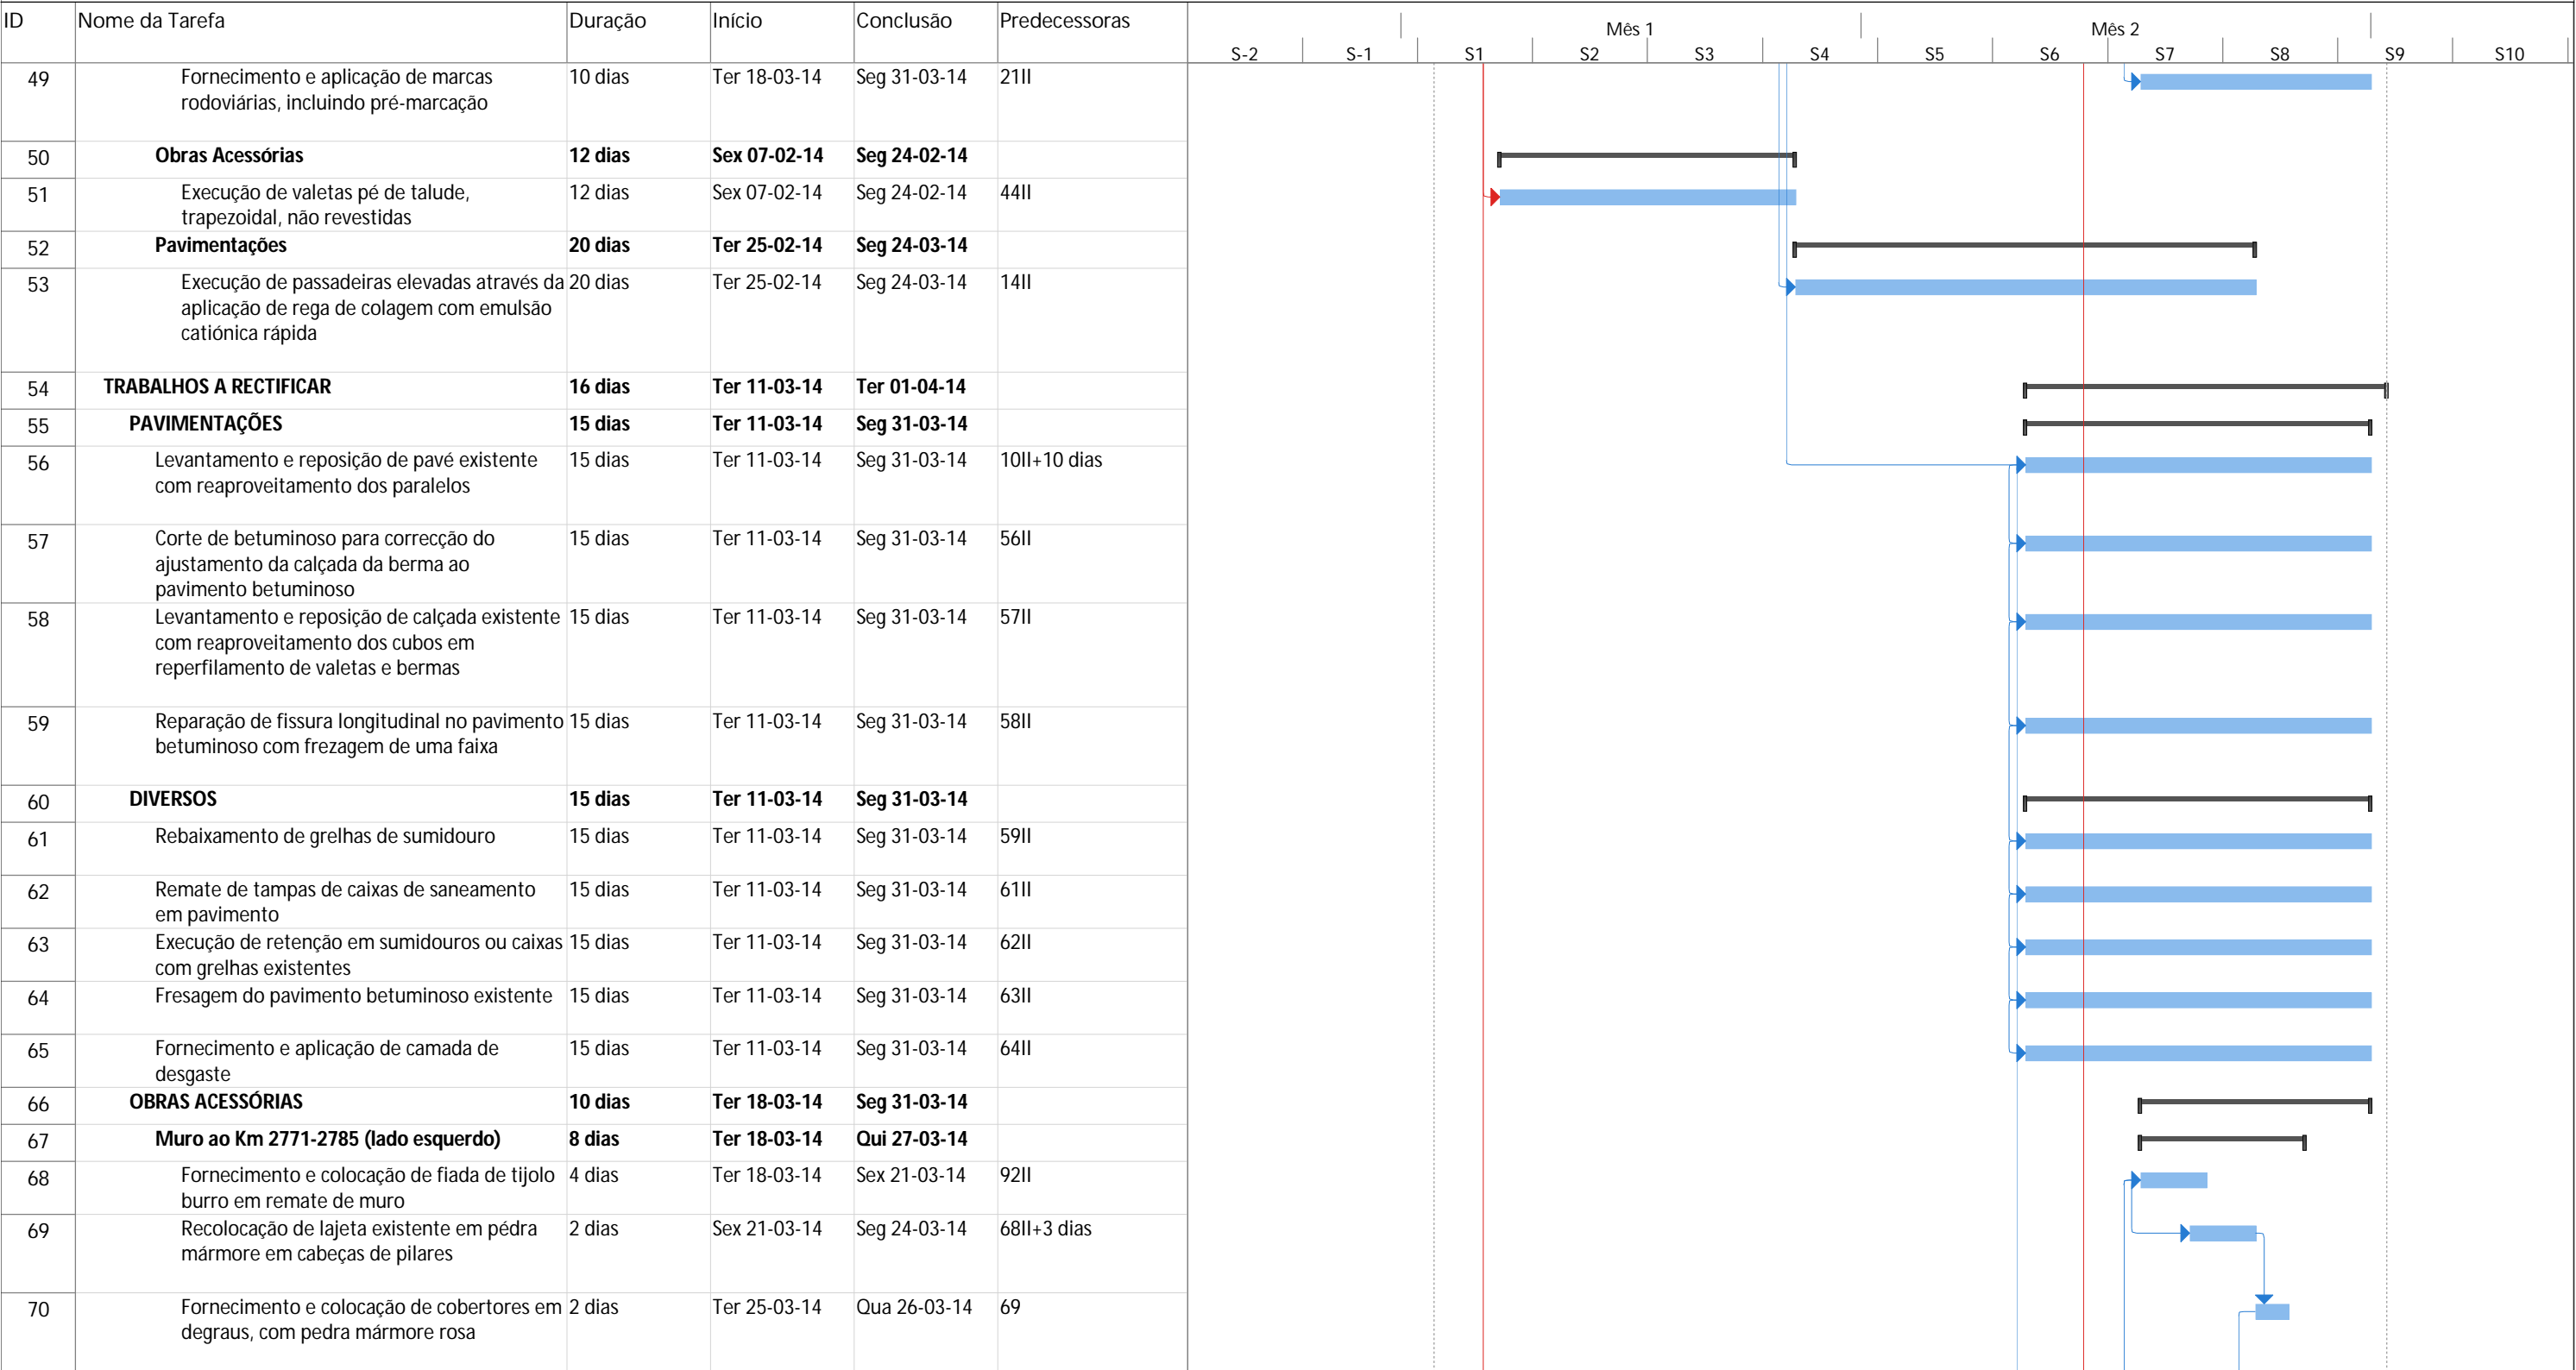 ID Nome da Tarefa Duração Início Conclusão Predecessoras
Mês 1 Mês 2
S-2 S-1 S1 S2 S3 S4 S5 S6 S7 S8 S9 S10
49 Fornecimento e aplicação de marcas 10 dias Ter 18-03-14 Seg 31-03-14 21II
rodoviárias, incluindo pré-marcação
50 Obras Acessórias 12 dias Sex 07-02-14 Seg 24-02-14
51 Execução de valetas pé de talude, 12 dias Sex 07-02-14 Seg 24-02-14 44II
trapezoidal, não revestidas
52 Pavimentações 20 dias Ter 25-02-14 Seg 24-03-14
53 Execução de passadeiras elevadas através da 20 dias Ter 25-02-14 Seg 24-03-14 14II
aplicação de rega de colagem com emulsão
catiónica rápida
54 TRABALHOS A RECTIFICAR 16 dias Ter 11-03-14 Ter 01-04-14
55 PAVIMENTAÇÕES 15 dias Ter 11-03-14 Seg 31-03-14
56 Levantamento e reposição de pavé existente 15 dias Ter 11-03-14 Seg 31-03-14 10II+10 dias
com reaproveitamento dos paralelos
57 Corte de betuminoso para correcção do 15 dias Ter 11-03-14 Seg 31-03-14 56II
ajustamento da calçada da berma ao
pavimento betuminoso
58 Levantamento e reposição de calçada existente 15 dias Ter 11-03-14 Seg 31-03-14 57II
com reaproveitamento dos cubos em
reperfilamento de valetas e bermas
59 Reparação de fissura longitudinal no pavimento 15 dias Ter 11-03-14 Seg 31-03-14 58II
betuminoso com frezagem de uma faixa
60 DIVERSOS 15 dias Ter 11-03-14 Seg 31-03-14
61 Rebaixamento de grelhas de sumidouro 15 dias Ter 11-03-14 Seg 31-03-14 59II
62 Remate de tampas de caixas de saneamento 15 dias Ter 11-03-14 Seg 31-03-14 61II
em pavimento
63 Execução de retenção em sumidouros ou caixas 15 dias Ter 11-03-14 Seg 31-03-14 62II
com grelhas existentes
64 Fresagem do pavimento betuminoso existente 15 dias Ter 11-03-14 Seg 31-03-14 63II
65 Fornecimento e aplicação de camada de 15 dias Ter 11-03-14 Seg 31-03-14 64II
desgaste
66 OBRAS ACESSÓRIAS 10 dias Ter 18-03-14 Seg 31-03-14
67 Muro ao Km 2771-2785 (lado esquerdo) 8 dias Ter 18-03-14 Qui 27-03-14
68 Fornecimento e colocação de fiada de tijolo 4 dias Ter 18-03-14 Sex 21-03-14 92II
burro em remate de muro
69 Recolocação de lajeta existente em pédra 2 dias Sex 21-03-14 Seg 24-03-14 68II+3 dias
mármore em cabeças de pilares
70 Fornecimento e colocação de cobertores em 2 dias Ter 25-03-14 Qua 26-03-14 69
degraus, com pedra mármore rosa